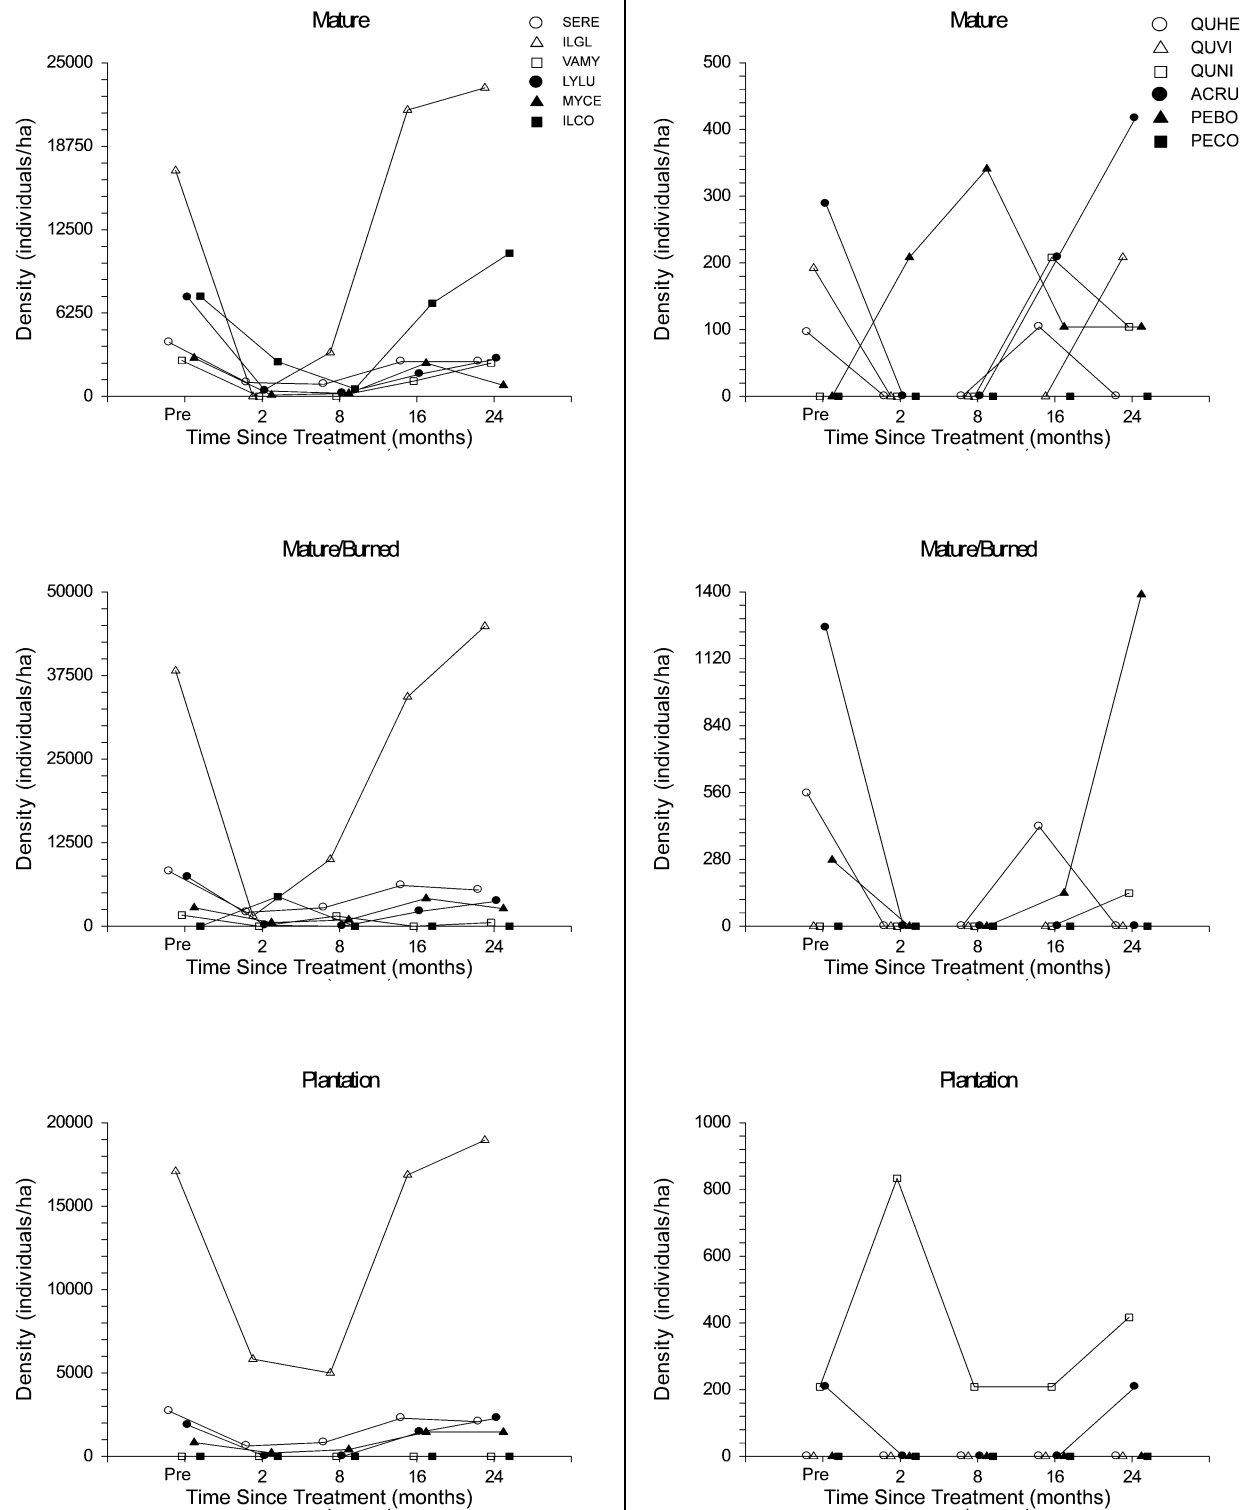 Mature
SERE
ILGL
VAMY
LYLU
MYCE
ILCO
25000
18750
12500
6250
0
Density (individuals/ha)
Pre 2 8 16 24
Time Since Treatment (months)
Mature
QUHE
QUVI
QUNI
ACRU
PEBO
PECO
500
400
300
200
100
0
Density (individuals/ha)
Pre 2 8 16 24
Time Since Treatment (months)
Mature/Burned
50000
37500
25000
12500
0
Density (individuals/ha)
Pre 2 8 16 24
Time Since Treatment (months)
Mature/Burned
1400
1120
840
560
280
0
Density (individuals/ha)
Pre 2 8 16 24
Time Since Treatment (months)
Plantation
20000
15000
10000
5000
0
Density (individuals/ha)
Pre 2 8 16 24
Time Since Treatment (months)
Plantation
1000
800
600
400
200
0
Density (individuals/ha)
Pre 2 8 16 24
Time Since Treatment (months)